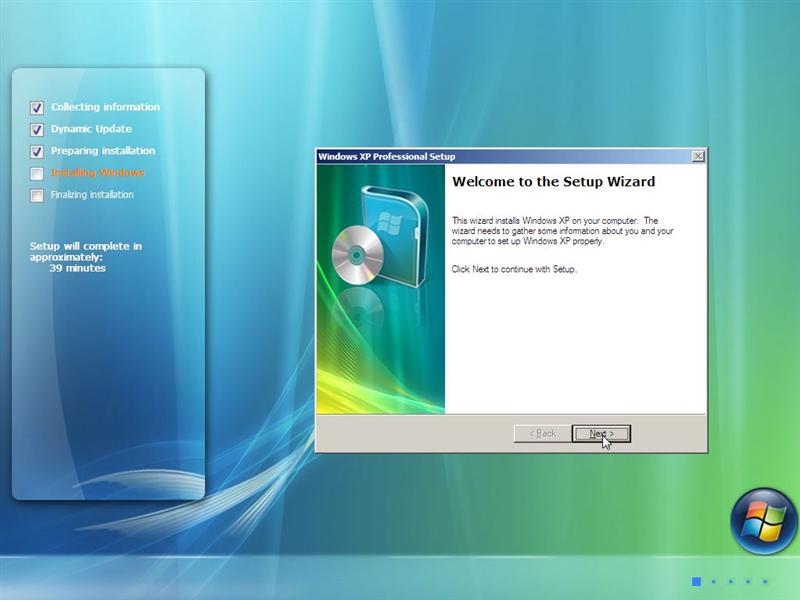 Collecting information
Dynamic Update
Preparing installation
Installing Windows
Finalizing installation
Setup will complete in
approximately:
39 minutes
Windows XP Professional Setup
Welcome to the Setup Wizard
This wizard installs Windows XP on your computer. The
wizard needs to gather some information about you and your
computer to set up Windows XP properly.
Click Next to continue with Setup.
< Back
Next >